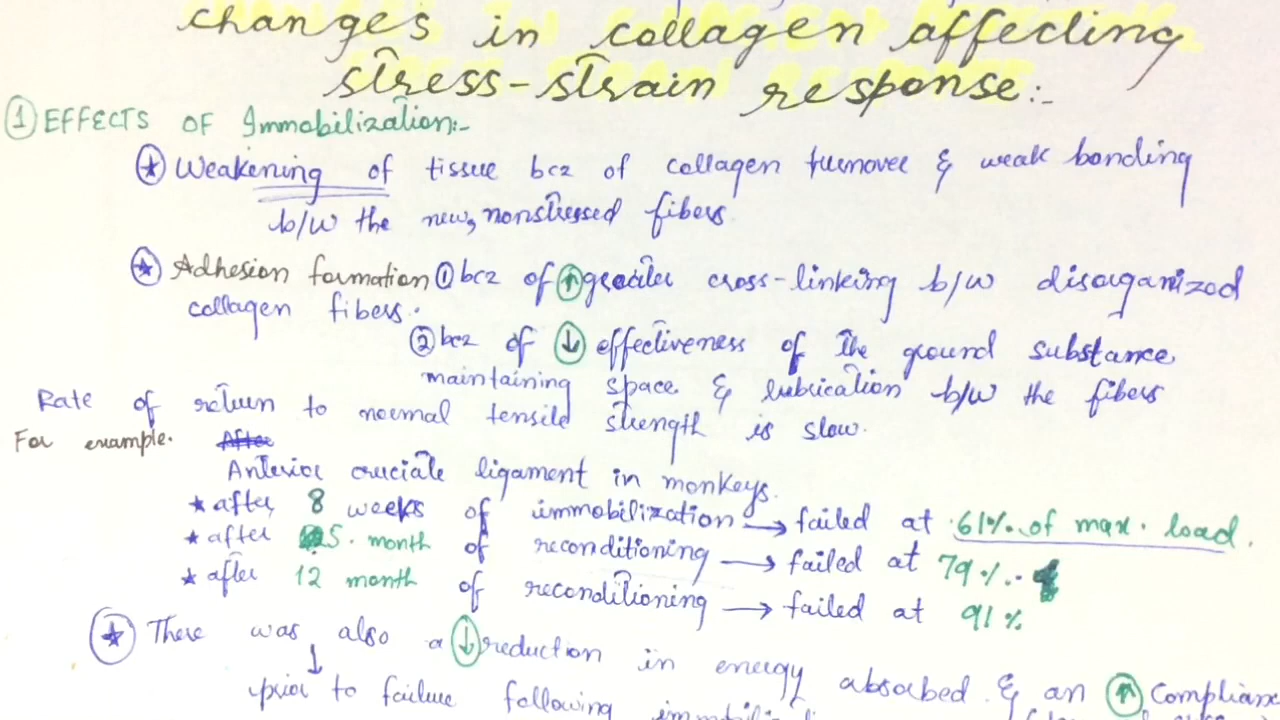 changes in collagen affecting
stress-strain response:-
① EFFECTS OF Immobilization:-
★ Weakening of tissue bcz of collagen turnover & weak bonding
b/w the new, nonstressed fibers
★ Adhesion formation ① bcz of ↑ greater cross-linking b/w disorganized
collagen fibers.
② bcz of ↓ effectiveness of the ground substance
maintaining space & lubrication b/w the fibers
Rate of return to normal tensile strength is slow.
For example. After
Anterior cruciate ligament in monkeys.
★ after 8 weeks of immobilization → failed at 61% of max. load.
★ after 5. month of reconditioning → failed at 79%.
★ after 12 month of reconditioning → failed at 91%
★ There was also a ↓ reduction in energy absorbed & an ↑ Complianc
↓ prior to failure following